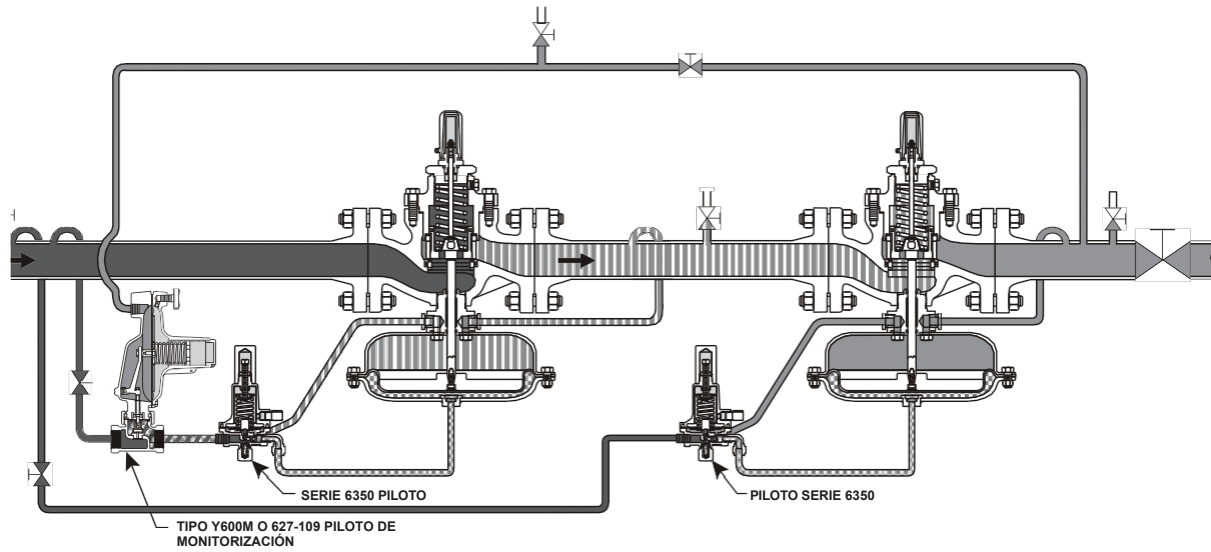 SERIE 6350 PILOTO
PILOTO SERIE 6350
TIPO Y600M O 627-109 PILOTO DE
MONITORIZACIÓN